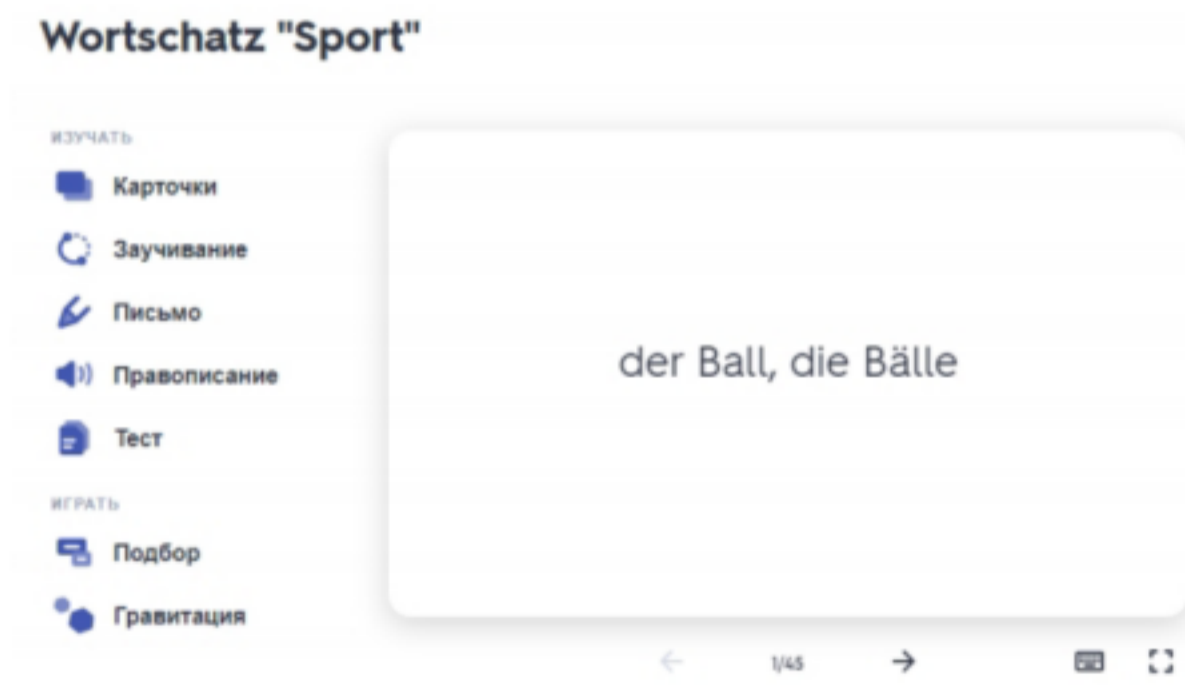 Wortschatz "Sport"
ИЗУЧАТЬ
Карточки
Заучивание
Письмо
Правописание
Тест
ИГРАТЬ
Подбор
Гравитация
der Ball, die Bälle
1/45